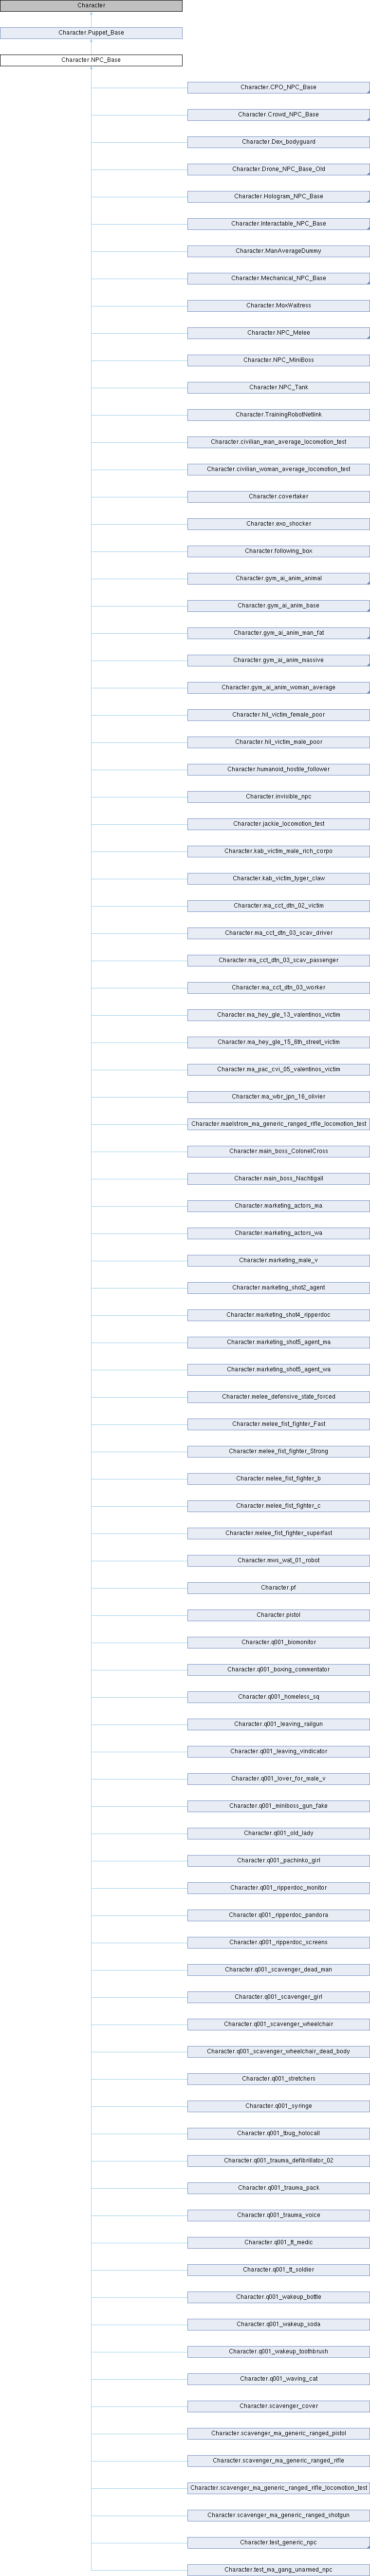 Character
Character.Puppet_Base
Character.NPC_Base
Character.CPO_NPC_Base
Character.Crowd_NPC_Base
Character.Dex_bodyguard
Character.Drone_NPC_Base_Old
Character.Hologram_NPC_Base
Character.Interactable_NPC_Base
Character.ManAverageDummy
Character.Mechanical_NPC_Base
Character.MoxWaitress
Character.NPC_Melee
Character.NPC_MiniBoss
Character.NPC_Tank
Character.TrainingRobotNetlink
Character.civilian_man_average_locomotion_test
Character.civilian_woman_average_locomotion_test
Character.covertaker
Character.exo_shocker
Character.following_box
Character.gym_ai_anim_animal
Character.gym_ai_anim_base
Character.gym_ai_anim_man_fat
Character.gym_ai_anim_massive
Character.gym_ai_anim_woman_average
Character.hil_victim_female_poor
Character.hil_victim_male_poor
Character.humanoid_hostile_follower
Character.invisible_npc
Character.jackie_locomotion_test
Character.kab_victim_male_rich_corpo
Character.kab_victim_tyger_claw
Character.ma_cct_dtn_02_victim
Character.ma_cct_dtn_03_scav_driver
Character.ma_cct_dtn_03_scav_passenger
Character.ma_cct_dtn_03_worker
Character.ma_hey_gle_13_valentinos_victim
Character.ma_hey_gle_15_6th_street_victim
Character.ma_pac_cvi_05_valentinos_victim
Character.ma_wbr_jpn_16_olivier
Character.maelstrom_ma_generic_ranged_rifle_locomotion_test
Character.main_boss_ColonelCross
Character.main_boss_Nachtigall
Character.marketing_actors_ma
Character.marketing_actors_wa
Character.marketing_male_v
Character.marketing_shot2_agent
Character.marketing_shot4_ripperdoc
Character.marketing_shot5_agent_ma
Character.marketing_shot5_agent_wa
Character.melee_defensive_state_forced
Character.melee_fist_fighter_Fast
Character.melee_fist_fighter_Strong
Character.melee_fist_fighter_b
Character.melee_fist_fighter_c
Character.melee_fist_fighter_superfast
Character.mws_wat_01_robot
Character.pf
Character.pistol
Character.q001_biomonitor
Character.q001_boxing_commentator
Character.q001_homeless_sq
Character.q001_leaving_railgun
Character.q001_leaving_vindicator
Character.q001_lover_for_male_v
Character.q001_miniboss_gun_fake
Character.q001_old_lady
Character.q001_pachinko_girl
Character.q001_ripperdoc_monitor
Character.q001_ripperdoc_pandora
Character.q001_ripperdoc_screens
Character.q001_scavenger_dead_man
Character.q001_scavenger_girl
Character.q001_scavenger_wheelchair
Character.q001_scavenger_wheelchair_dead_body
Character.q001_stretchers
Character.q001_syringe
Character.q001_tbug_holocall
Character.q001_trauma_defibrillator_02
Character.q001_trauma_pack
Character.q001_trauma_voice
Character.q001_tt_medic
Character.q001_tt_soldier
Character.q001_wakeup_bottle
Character.q001_wakeup_soda
Character.q001_wakeup_toothbrush
Character.q001_waving_cat
Character.scavenger_cover
Character.scavenger_ma_generic_ranged_pistol
Character.scavenger_ma_generic_ranged_rifle
Character.scavenger_ma_generic_ranged_rifle_locomotion_test
Character.scavenger_ma_generic_ranged_shotgun
Character.test_generic_npc
Character.test_ma_gang_unarmed_npc